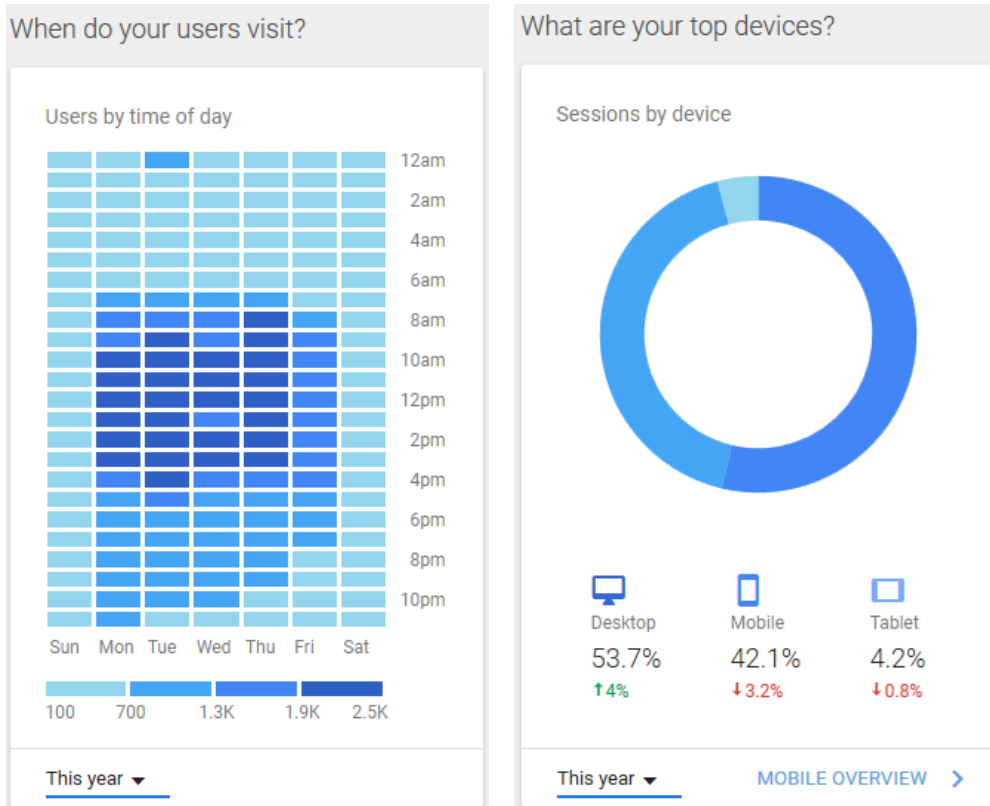 When do your users visit?
Users by time of day
12am
2am
4am
6am
8am
10am
12pm
2pm
4pm
6pm
8pm
10pm
Sun Mon Tue Wed Thu Fri Sat
100 700 1.3K 1.9K 2.5K
This year
What are your top devices?
Sessions by device
Desktop Mobile Tablet
53.7% 42.1% 4.2%
↑4% ↓3.2% ↓0.8%
This year MOBILE OVERVIEW